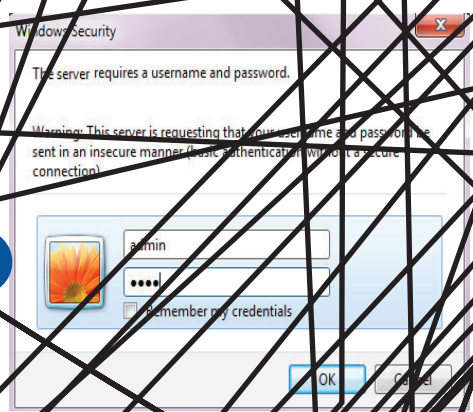 Windows Security
The server requires a username and password.
Warning: This server is requesting that your username and password be
sent in an insecure manner (basic authentication without a secure
connection).
admin
••••
Remember my credentials
OK
Cancel